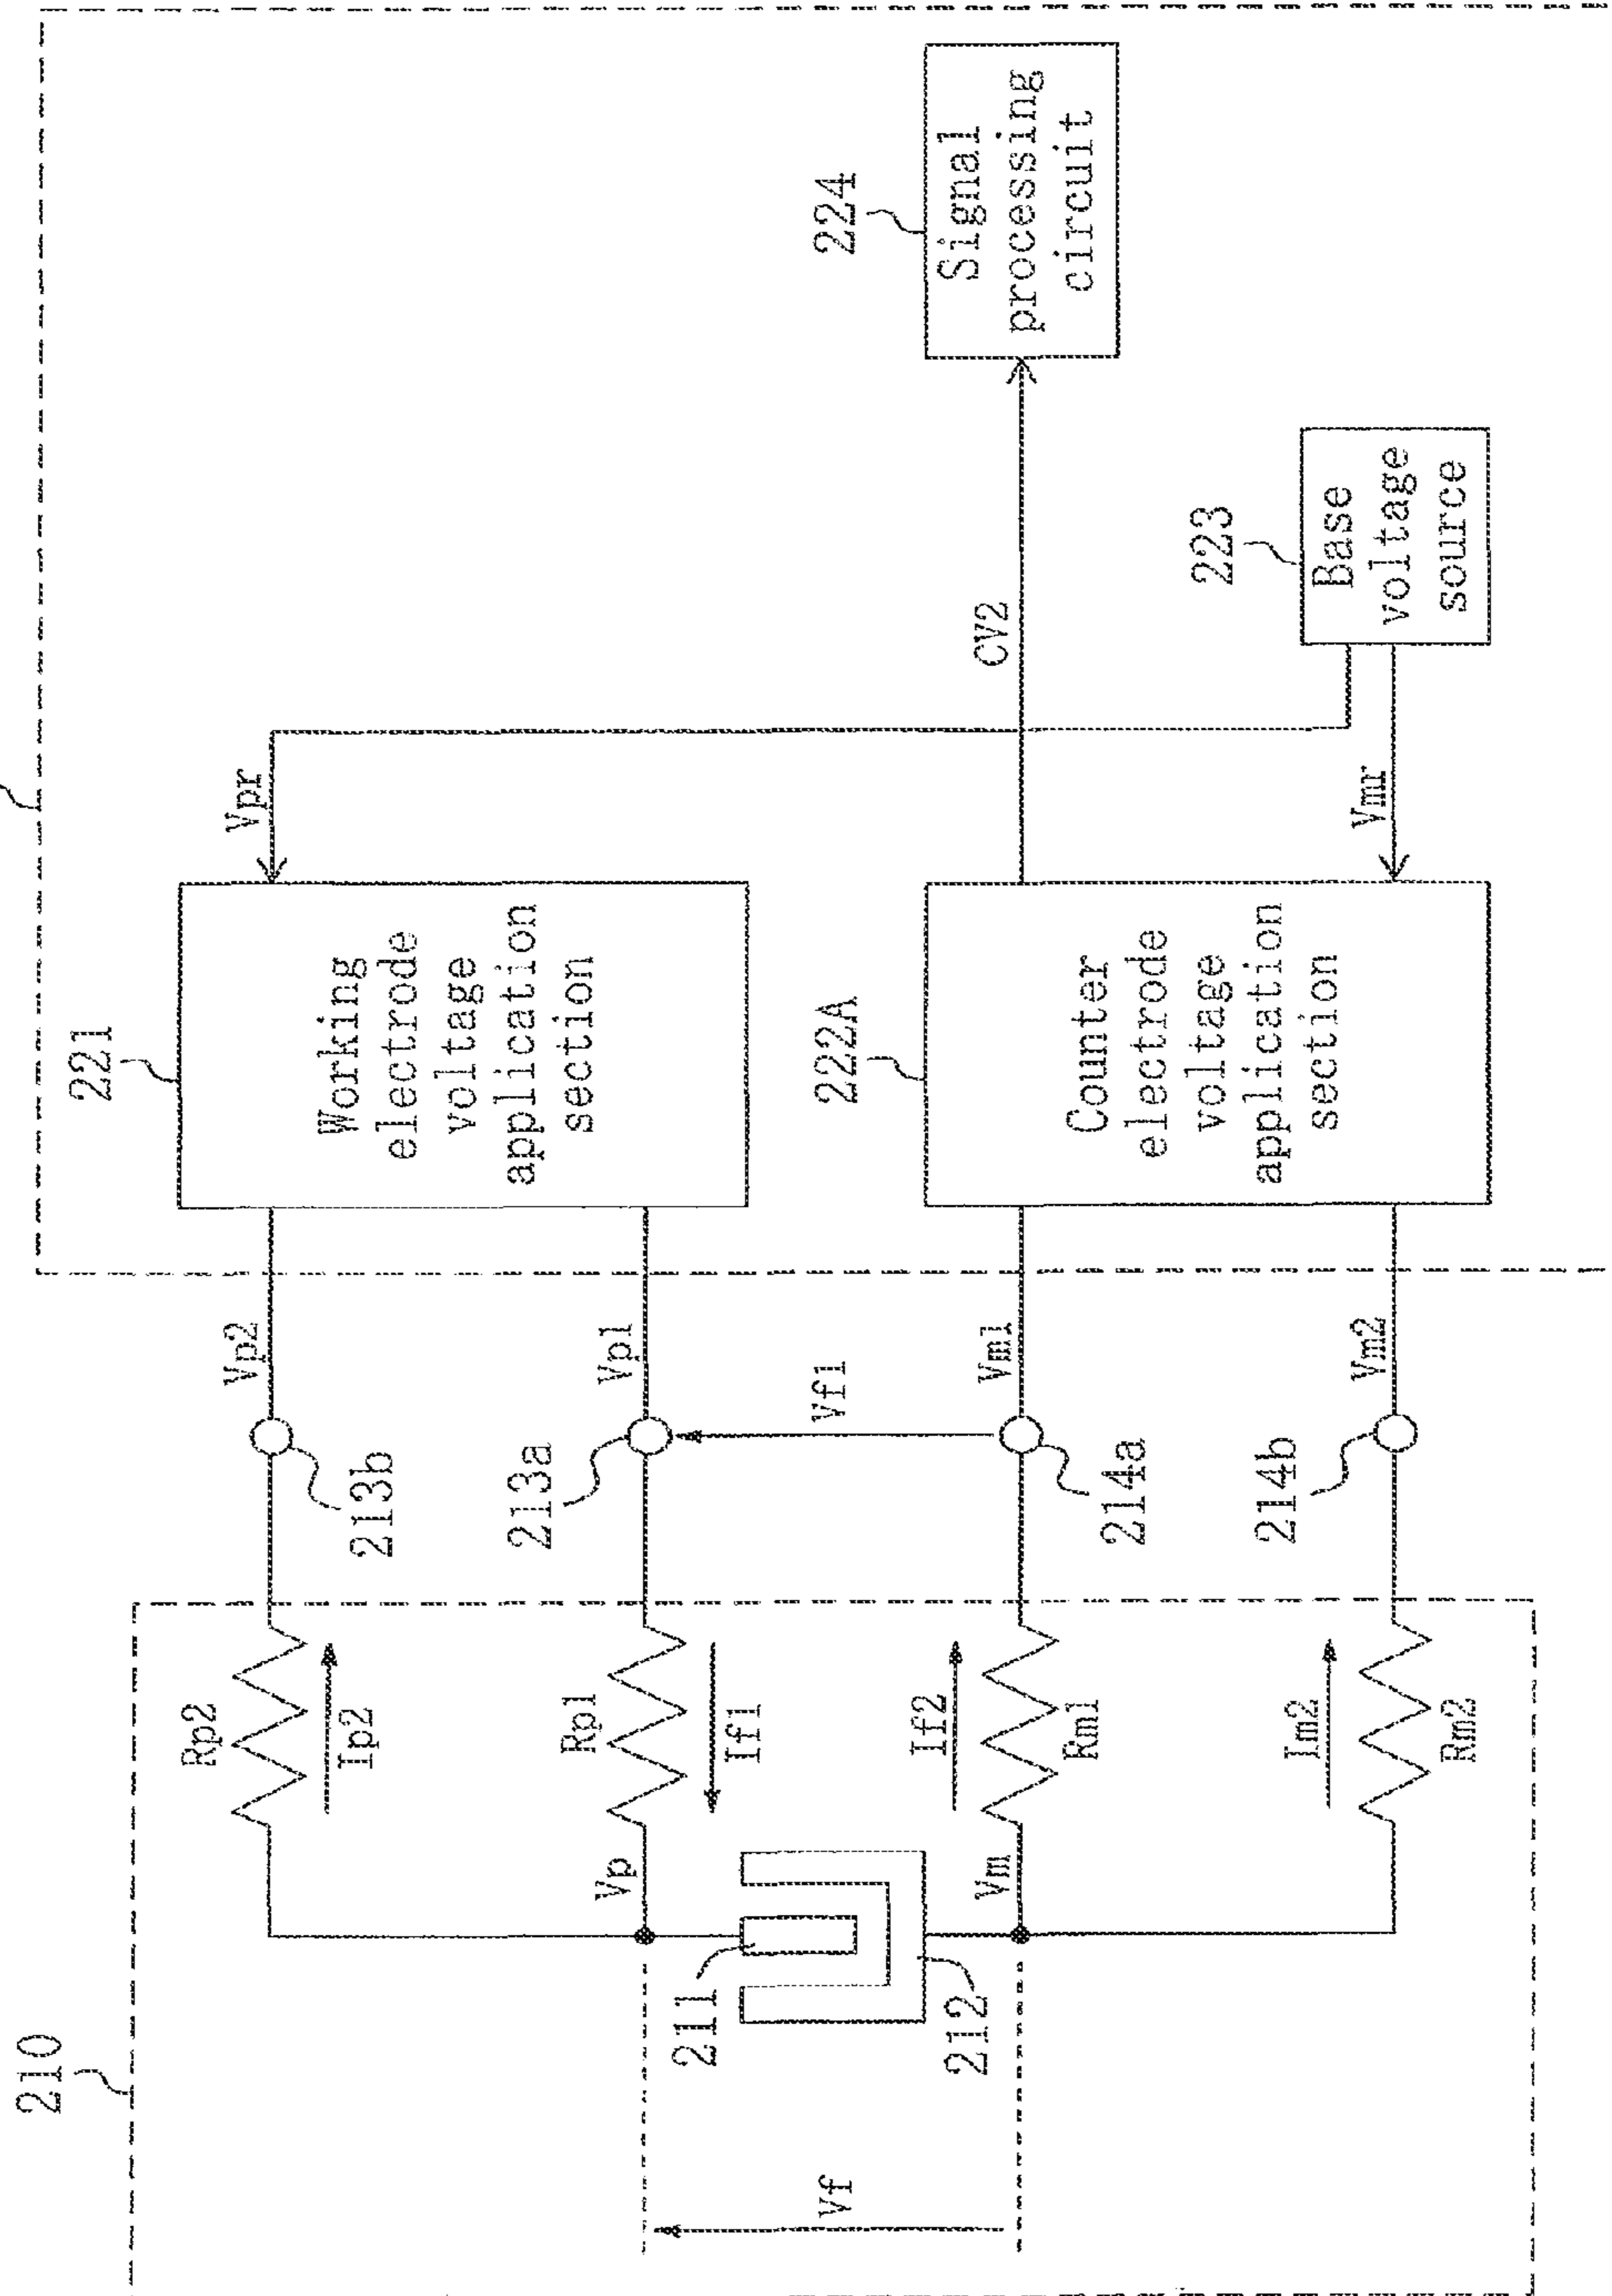 210
Rp2
Ip2
Vp
Rp1
If1
211
212
Vf
Vm
If2
Rm1
Im2
Rm2
213b
213a
214a
214b
Vp2
Vp1
Vf1
Vm1
Vm2
221
Working
electrode
voltage
application
section
222A
Counter
electrode
voltage
application
section
Vpr
CV2
Vmr
223
Base
voltage
source
224
Signal
processing
circuit